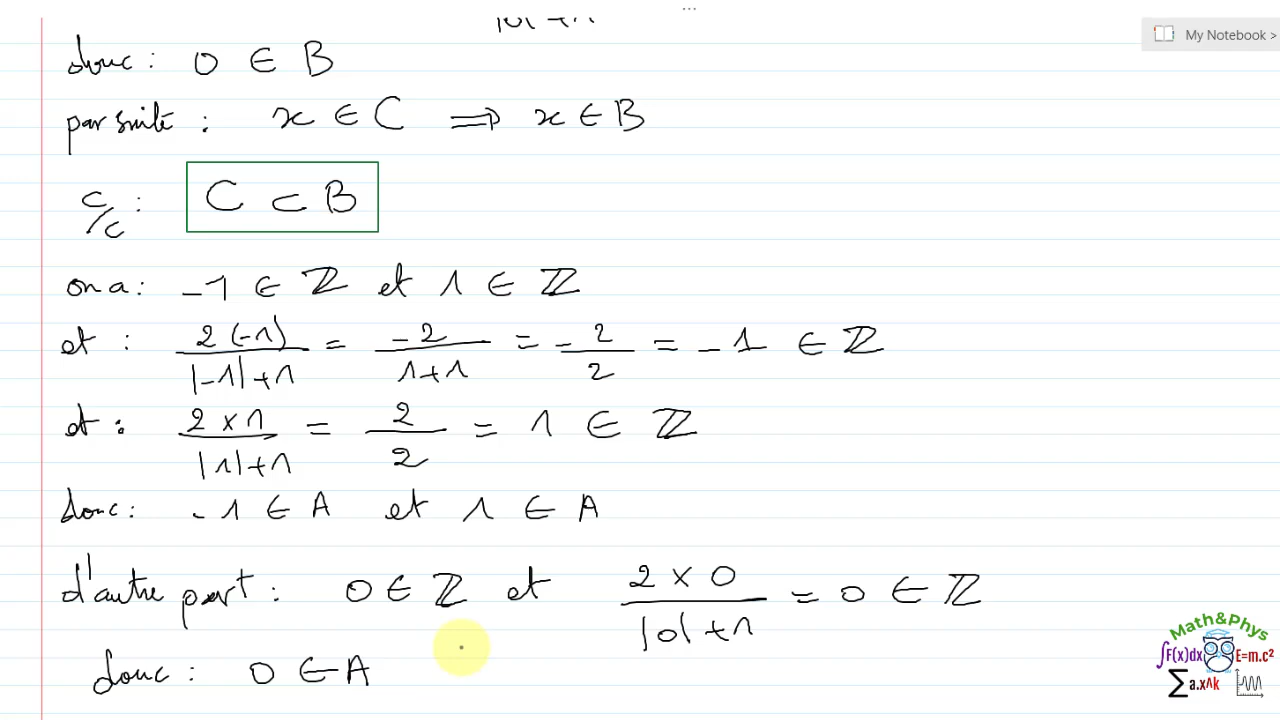 ...
|0|+1
donc : 0 ∈ B
My Notebook >
par suite : x ∈ C ⟹ x ∈ B
c/c : C ⊂ B
on a : -1 ∈ ℤ et 1 ∈ ℤ
et : 2(-1)/(|-1|+1) = -2/(1+1) = -2/2 = -1 ∈ ℤ
et : 2×1/(|1|+1) = 2/2 = 1 ∈ ℤ
donc : -1 ∈ A et 1 ∈ A
d'autre part : 0 ∈ ℤ et 2×0/(|0|+1) = 0 ∈ ℤ
donc : 0 ∈ A
Math&Phys
∫F(x)dx E=m.c²
∑ a.x∧k